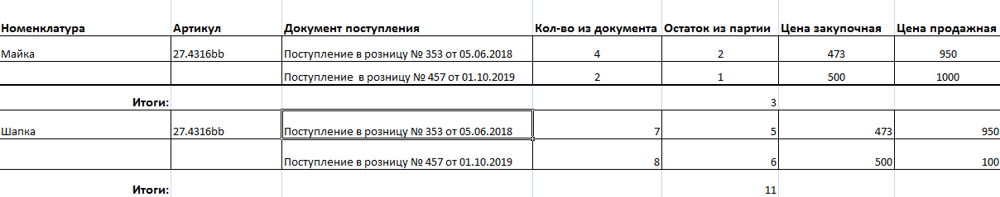 Номенклатура Артикул Документ поступления Кол-во из документа Остаток из партии Цена закупочная Цена продажная
Майка 27.4316bb Поступление в розницу № 353 от 05.06.2018 4 2 473 950
Поступление  в розницу № 457 от 01.10.2019 2 1 500 1000
Итоги: 3
Шапка 27.4316bb Поступление в розницу № 353 от 05.06.2018 7 5 473 950
Поступление в розницу № 457 от 01.10.2019 8 6 500 100
Итоги: 11